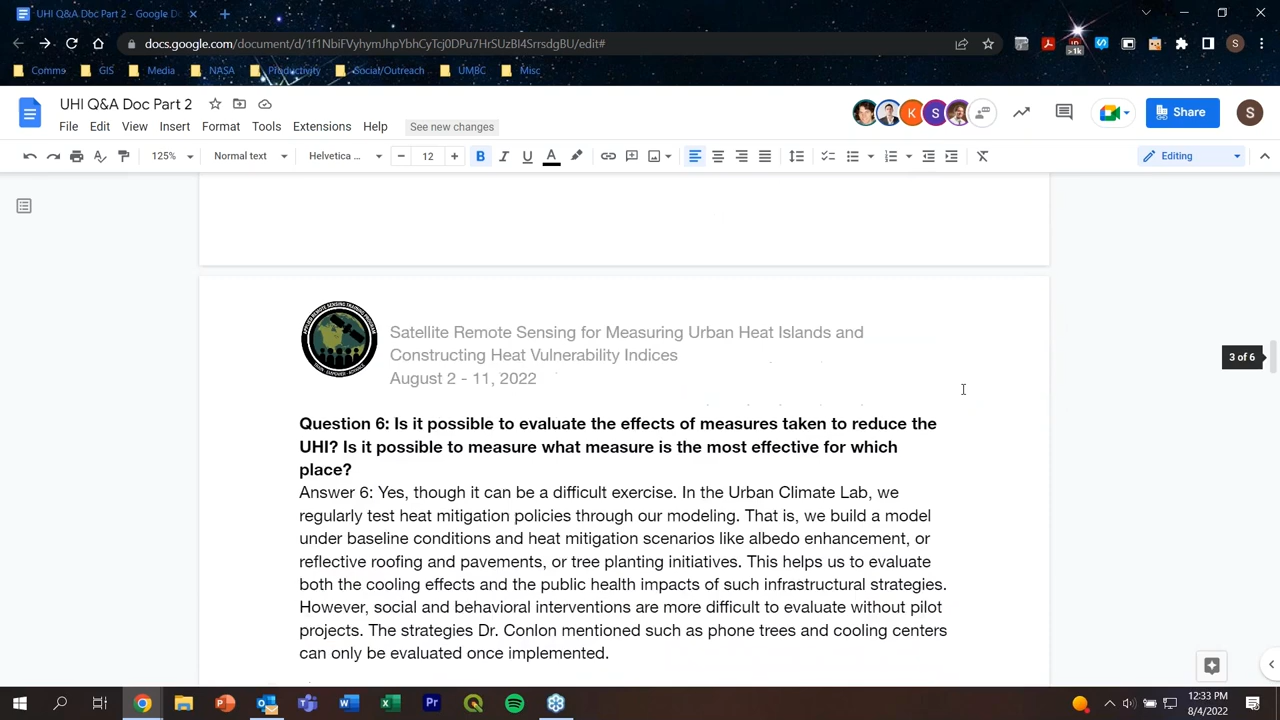 UHI Q&A Doc Part 2 - Google Do
docs.google.com/document/d/1f1NbiFVyhymJhpYbhCyTcj0DPu7HrSUzBI4SrrsdgBU/edit#
>1k
S
Comms GIS Media NASA Productivity Social/Outreach UMBC Misc
UHI Q&A Doc Part 2
K S
Share
S
File Edit View Insert Format Tools Extensions Help See new changes
125% Normal text Helvetica ... 12 B I U A Editing
3 of 6
Satellite Remote Sensing for Measuring Urban Heat Islands and
Constructing Heat Vulnerability Indices
August 2 - 11, 2022
Question 6: Is it possible to evaluate the effects of measures taken to reduce the
UHI? Is it possible to measure what measure is the most effective for which
place?
Answer 6: Yes, though it can be a difficult exercise. In the Urban Climate Lab, we
regularly test heat mitigation policies through our modeling. That is, we build a model
under baseline conditions and heat mitigation scenarios like albedo enhancement, or
reflective roofing and pavements, or tree planting initiatives. This helps us to evaluate
both the cooling effects and the public health impacts of such infrastructural strategies.
However, social and behavioral interventions are more difficult to evaluate without pilot
projects. The strategies Dr. Conlon mentioned such as phone trees and cooling centers
can only be evaluated once implemented.
12:33 PM
8/4/2022